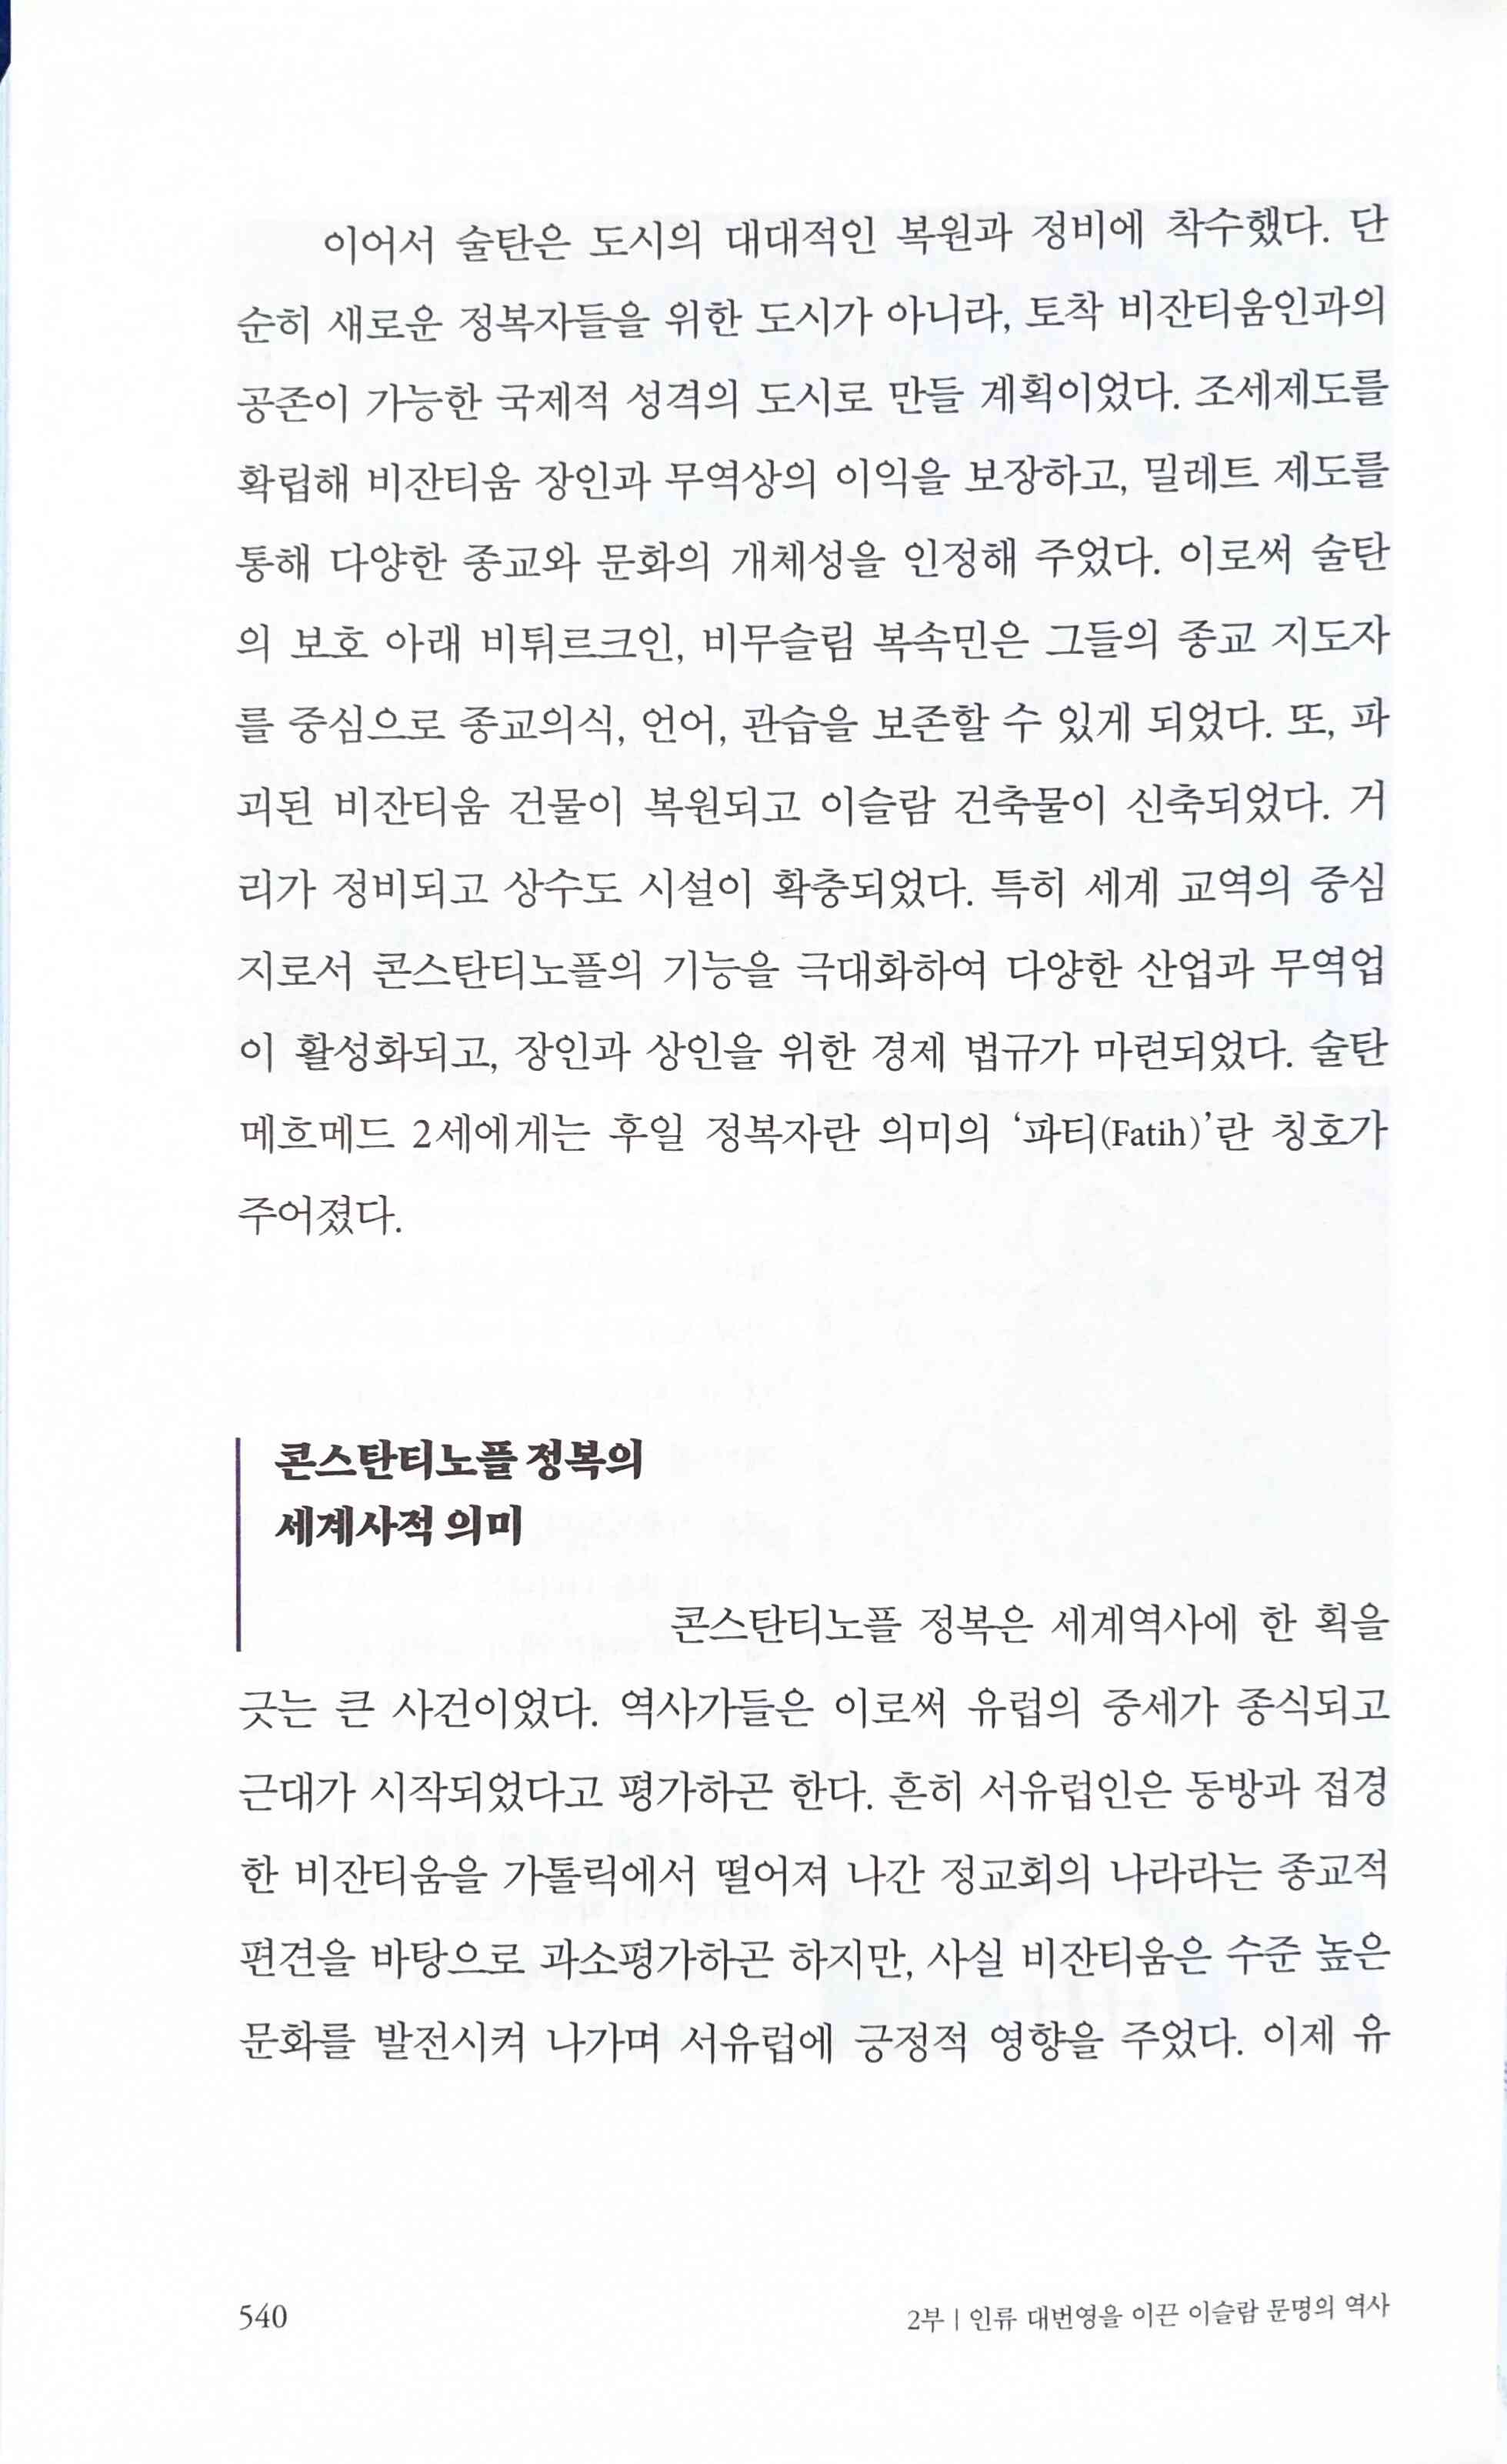 이어서 술탄은 도시의 대대적인 복원과 정비에 착수했다. 단
순히 새로운 정복자들을 위한 도시가 아니라, 토착 비잔티움인과의
공존이 가능한 국제적 성격의 도시로 만들 계획이었다. 조세제도를
확립해 비잔티움 장인과 무역상의 이익을 보장하고, 밀레트 제도를
통해 다양한 종교와 문화의 개체성을 인정해 주었다. 이로써 술탄
의 보호 아래 비튀르크인, 비무슬림 복속민은 그들의 종교 지도자
를 중심으로 종교의식, 언어, 관습을 보존할 수 있게 되었다. 또, 파
괴된 비잔티움 건물이 복원되고 이슬람 건축물이 신축되었다. 거
리가 정비되고 상수도 시설이 확충되었다. 특히 세계 교역의 중심
지로서 콘스탄티노플의 기능을 극대화하여 다양한 산업과 무역업
이 활성화되고, 장인과 상인을 위한 경제 법규가 마련되었다. 술탄
메흐메드 2세에게는 후일 정복자란 의미의 ‘파티(Fatih)’란 칭호가
주어졌다.
콘스탄티노플 정복의
세계사적 의미
콘스탄티노플 정복은 세계역사에 한 획을
긋는 큰 사건이었다. 역사가들은 이로써 유럽의 중세가 종식되고
근대가 시작되었다고 평가하곤 한다. 흔히 서유럽인은 동방과 접경
한 비잔티움을 가톨릭에서 떨어져 나간 정교회의 나라라는 종교적
편견을 바탕으로 과소평가하곤 하지만, 사실 비잔티움은 수준 높은
문화를 발전시켜 나가며 서유럽에 긍정적 영향을 주었다. 이제 유
540
2부 | 인류 대번영을 이끈 이슬람 문명의 역사